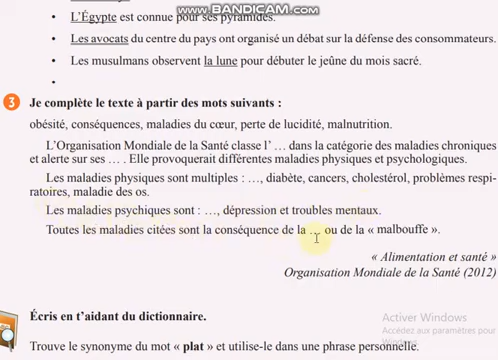 www.BANDICAM.com
• L'Égypte est connue pour ses pyramides.
• Les avocats du centre du pays ont organisé un débat sur la défense des consommateurs.
• Les musulmans observent la lune pour débuter le jeûne du mois sacré.
•
3 Je complète le texte à partir des mots suivants :
obésité, conséquences, maladies du cœur, perte de lucidité, malnutrition.
L'Organisation Mondiale de la Santé classe l' … dans la catégorie des maladies chroniques
et alerte sur ses … . Elle provoquerait différentes maladies physiques et psychologiques.
Les maladies physiques sont multiples : …, diabète, cancers, cholestérol, problèmes respi-
ratoires, maladie des os.
Les maladies psychiques sont : …, dépression et troubles mentaux.
Toutes les maladies citées sont la conséquence de la … ou de la « malbouffe ».
« Alimentation et santé »
Organisation Mondiale de la Santé (2012)
Écris en t'aidant du dictionnaire.
Activer Windows
Accédez aux paramètres pour
Windows.
Trouve le synonyme du mot « plat » et utilise-le dans une phrase personnelle.